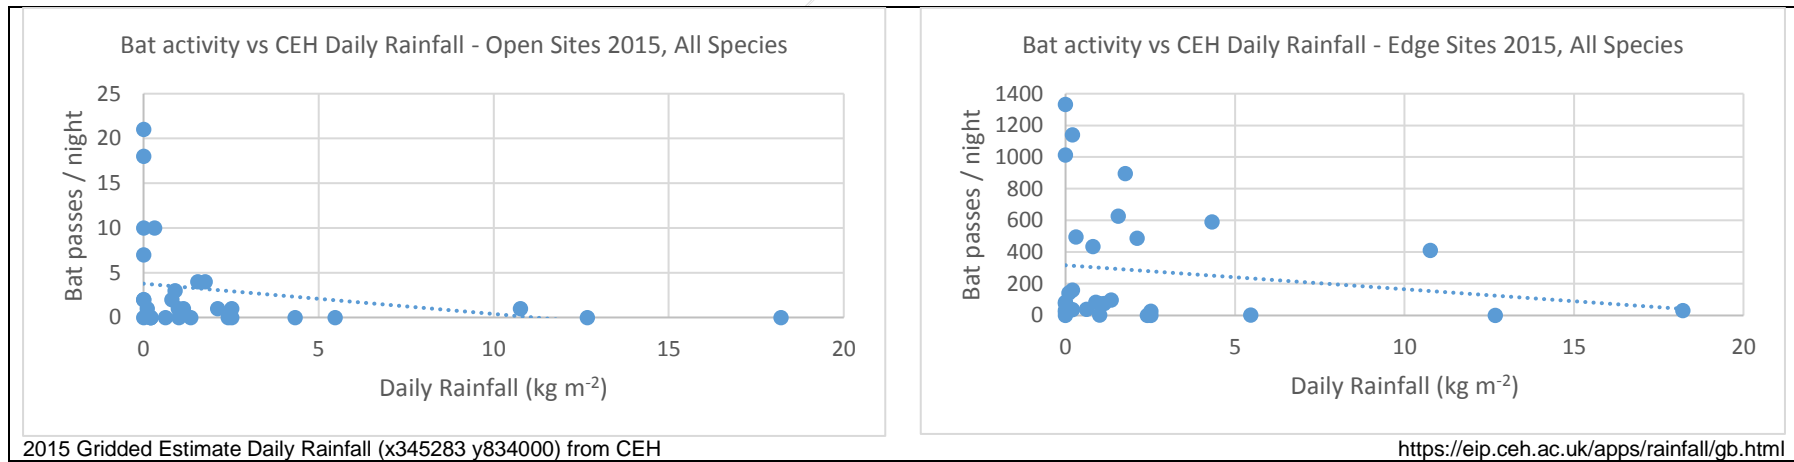 Bat activity vs CEH Daily Rainfall - Open Sites 2015, All Species
25
20
15
10
5
0
Bat passes / night
0 5 10 15 20
Daily Rainfall (kg m-2)
Bat activity vs CEH Daily Rainfall - Edge Sites 2015, All Species
1400
1200
1000
800
600
400
200
0
Bat passes / night
0 5 10 15 20
Daily Rainfall (kg m-2)
2015 Gridded Estimate Daily Rainfall (x345283 y834000) from CEH
https://eip.ceh.ac.uk/apps/rainfall/gb.html